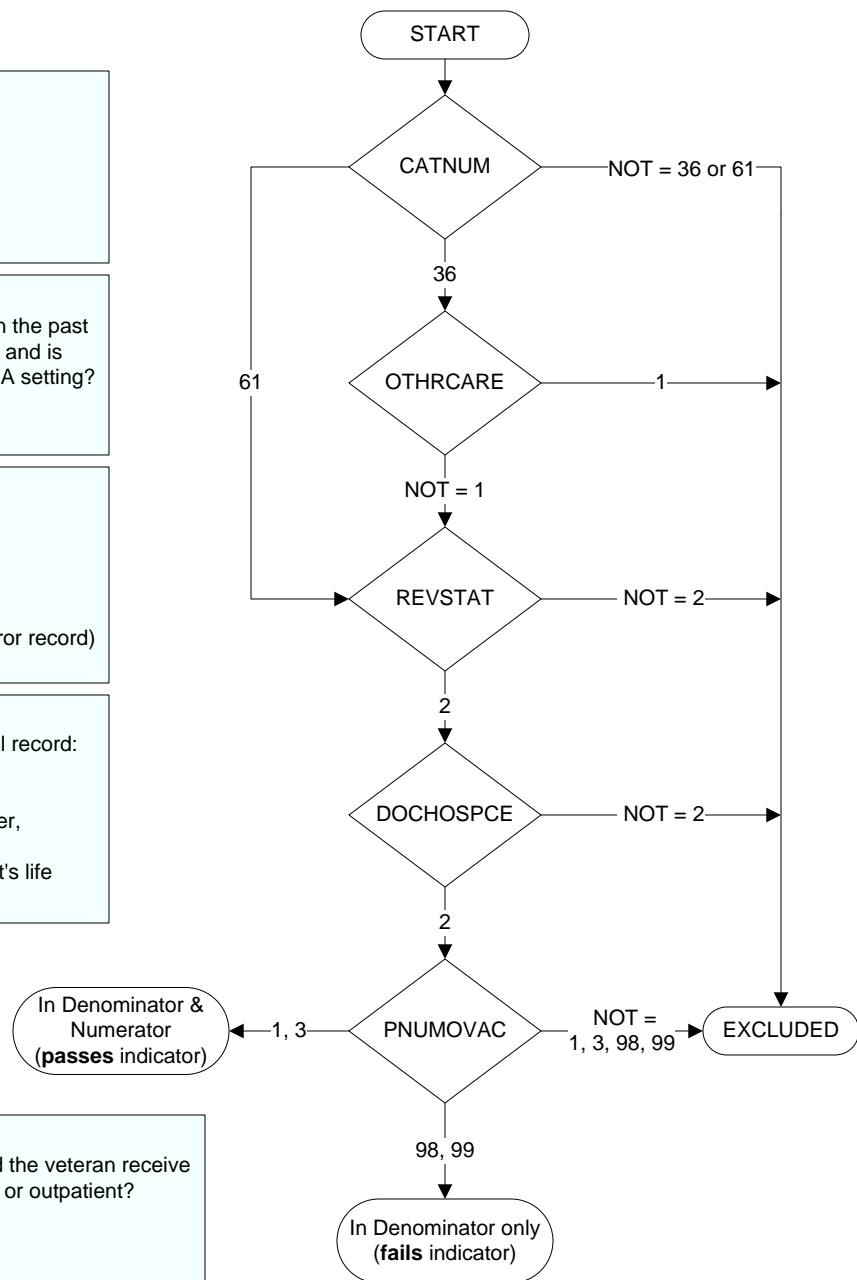 START
CATNUM
NOT = 36 or 61
36
n the past
and is
A setting?
OTHRCARE
1
61
NOT = 1
REVSTAT
NOT = 2
ror record)
2
l record:
er,
t's life
DOCHOSPCE
NOT = 2
2
In Denominator &
Numerator
(passes indicator)
1, 3
PNUMOVAC
NOT =
1, 3, 98, 99
EXCLUDED
98, 99
d the veteran receive
or outpatient?
In Denominator only
(fails indicator)